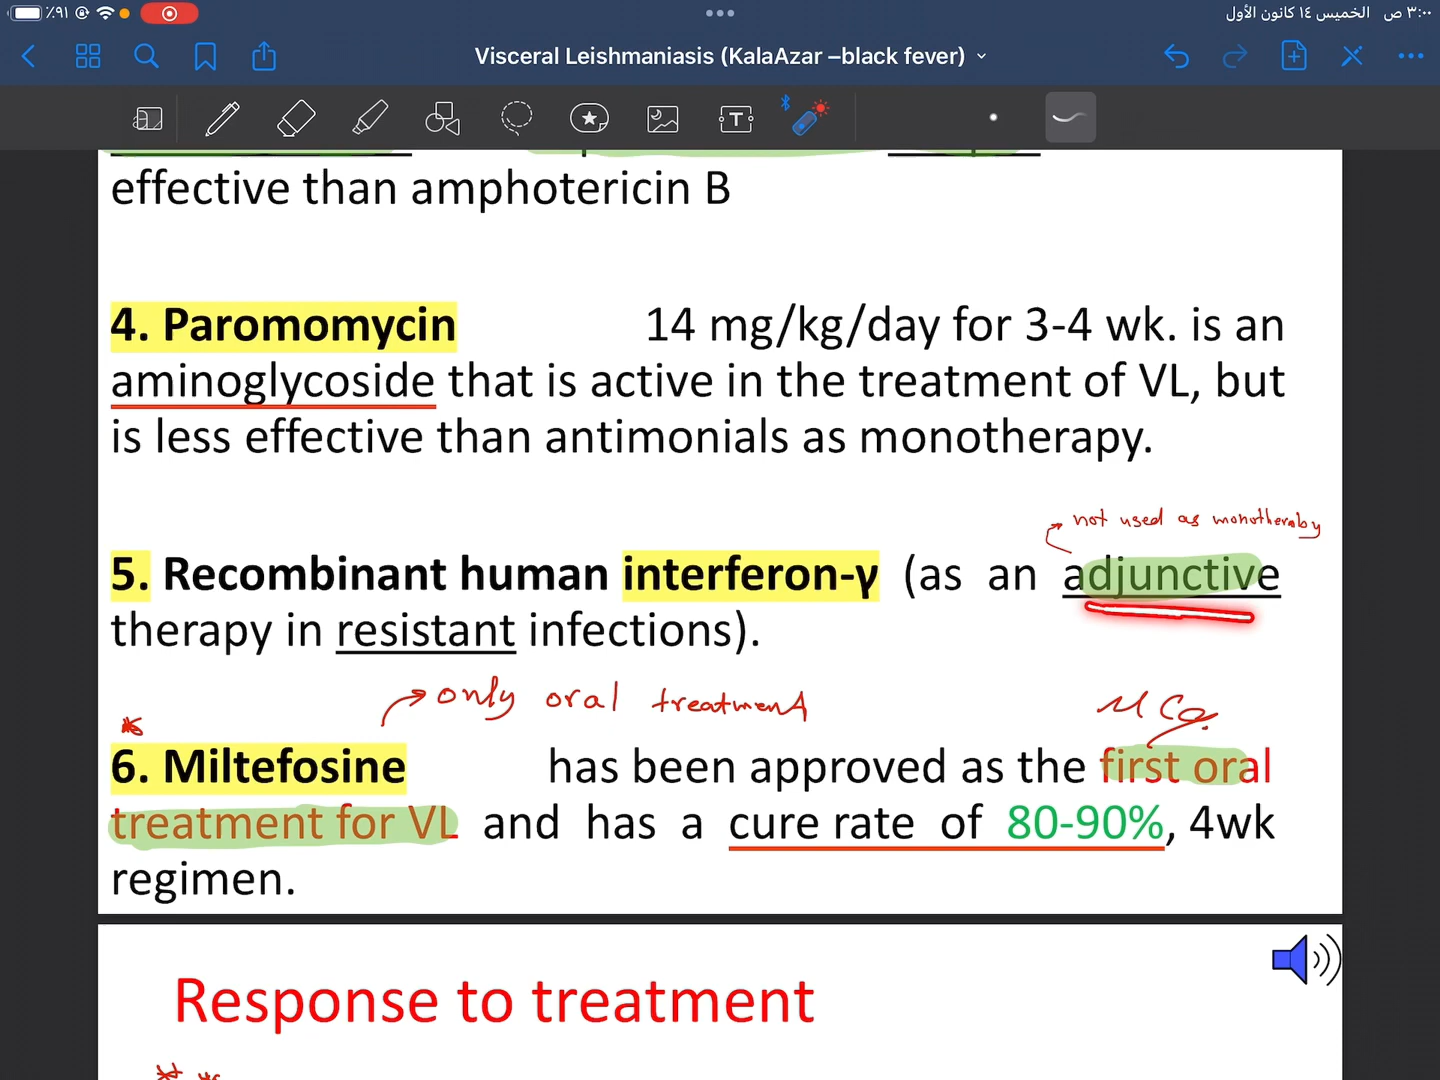 ٪٩١
الخميس ١٤ كانون الأول ٣:٠٠ ص
Visceral Leishmaniasis (KalaAzar –black fever)
effective than amphotericin B
4. Paromomycin 14 mg/kg/day for 3-4 wk. is an
aminoglycoside that is active in the treatment of VL, but
is less effective than antimonials as monotherapy.
not used as monotheraby
5. Recombinant human interferon-γ (as an adjunctive
therapy in resistant infections).
only oral treatment
MCQ
6. Miltefosine has been approved as the first oral
treatment for VL and has a cure rate of 80-90%, 4wk
regimen.
Response to treatment